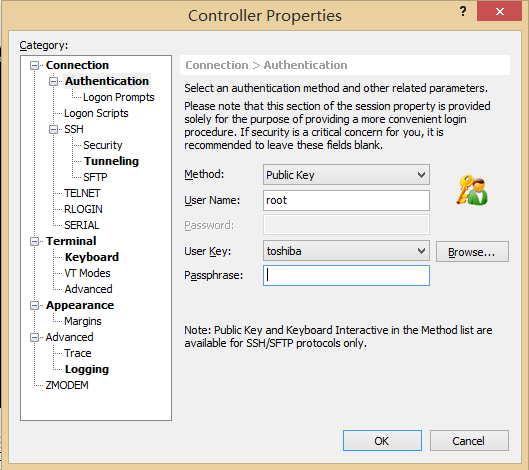 Controller Properties
?
Category:
Connection
Authentication
Logon Prompts
Logon Scripts
SSH
Security
Tunneling
SFTP
TELNET
RLOGIN
SERIAL
Terminal
Keyboard
VT Modes
Advanced
Appearance
Margins
Advanced
Trace
Logging
ZMODEM
Connection > Authentication
Select an authentication method and other related parameters.
Please note that this section of the session property is provided
solely for the purpose of providing a more convenient login
procedure. If security is a critical concern for you, it is
recommended to leave these fields blank.
Method: Public Key
User Name: root
Password:
User Key: toshiba Browse...
Passphrase:
Note: Public Key and Keyboard Interactive in the Method list are
available for SSH/SFTP protocols only.
OK Cancel